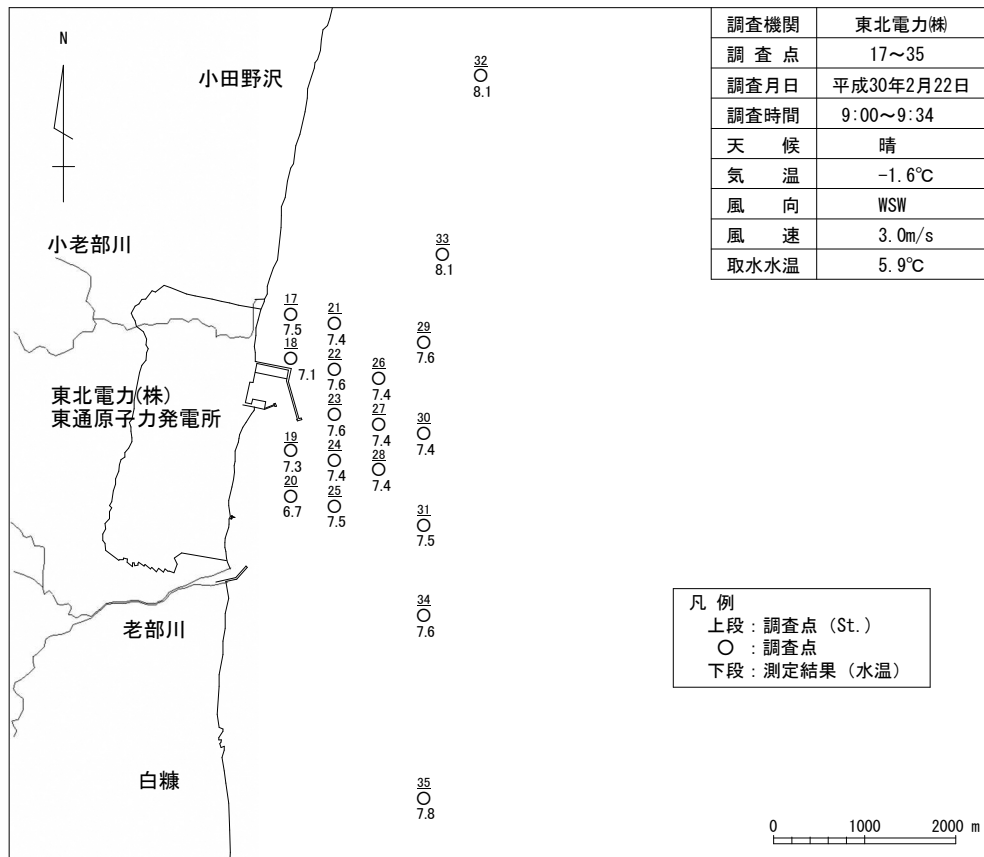 調査機関 東北電力㈱
調査点 17～35
調査月日 平成30年2月22日
調査時間 9:00～9:34
天候 晴
気温 -1.6℃
風向 WSW
風速 3.0m/s
取水水温 5.9℃
N
小田野沢
32
8.1
小老部川
33
8.1
17
7.5
21
7.4
29
7.6
18
7.1
22
7.6
26
7.4
東北電力(株)
東通原子力発電所
23
7.6
27
7.4
30
7.4
19
7.3
24
7.4
28
7.4
20
6.7
25
7.5
31
7.5
34
7.6
老部川
凡例
上段：調査点（St.）
○：調査点
下段：測定結果（水温）
白糠
35
7.8
0 1000 2000 m